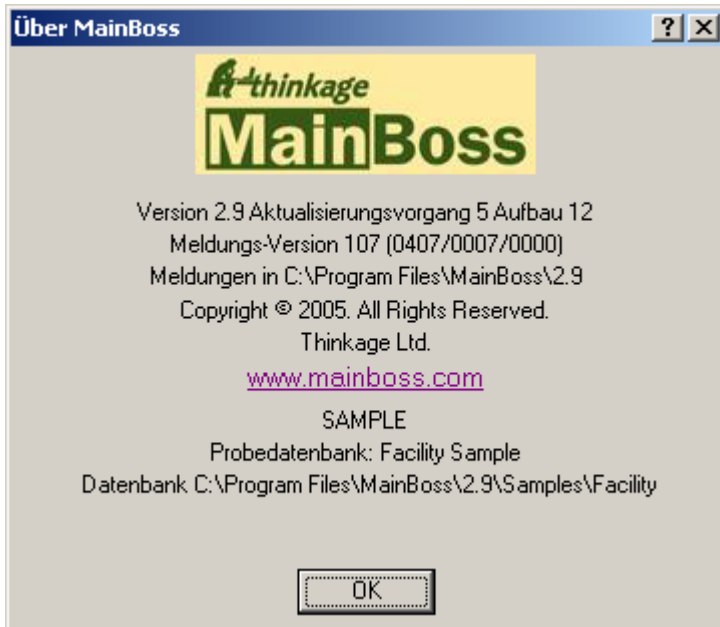 Über MainBoss
thinkage
MainBoss
Version 2.9 Aktualisierungsvorgang 5 Aufbau 12
Meldungs-Version 107 (0407/0007/0000)
Meldungen in C:\Program Files\MainBoss\2.9
Copyright © 2005. All Rights Reserved.
Thinkage Ltd.
www.mainboss.com
SAMPLE
Probedatenbank: Facility Sample
Datenbank C:\Program Files\MainBoss\2.9\Samples\Facility
OK